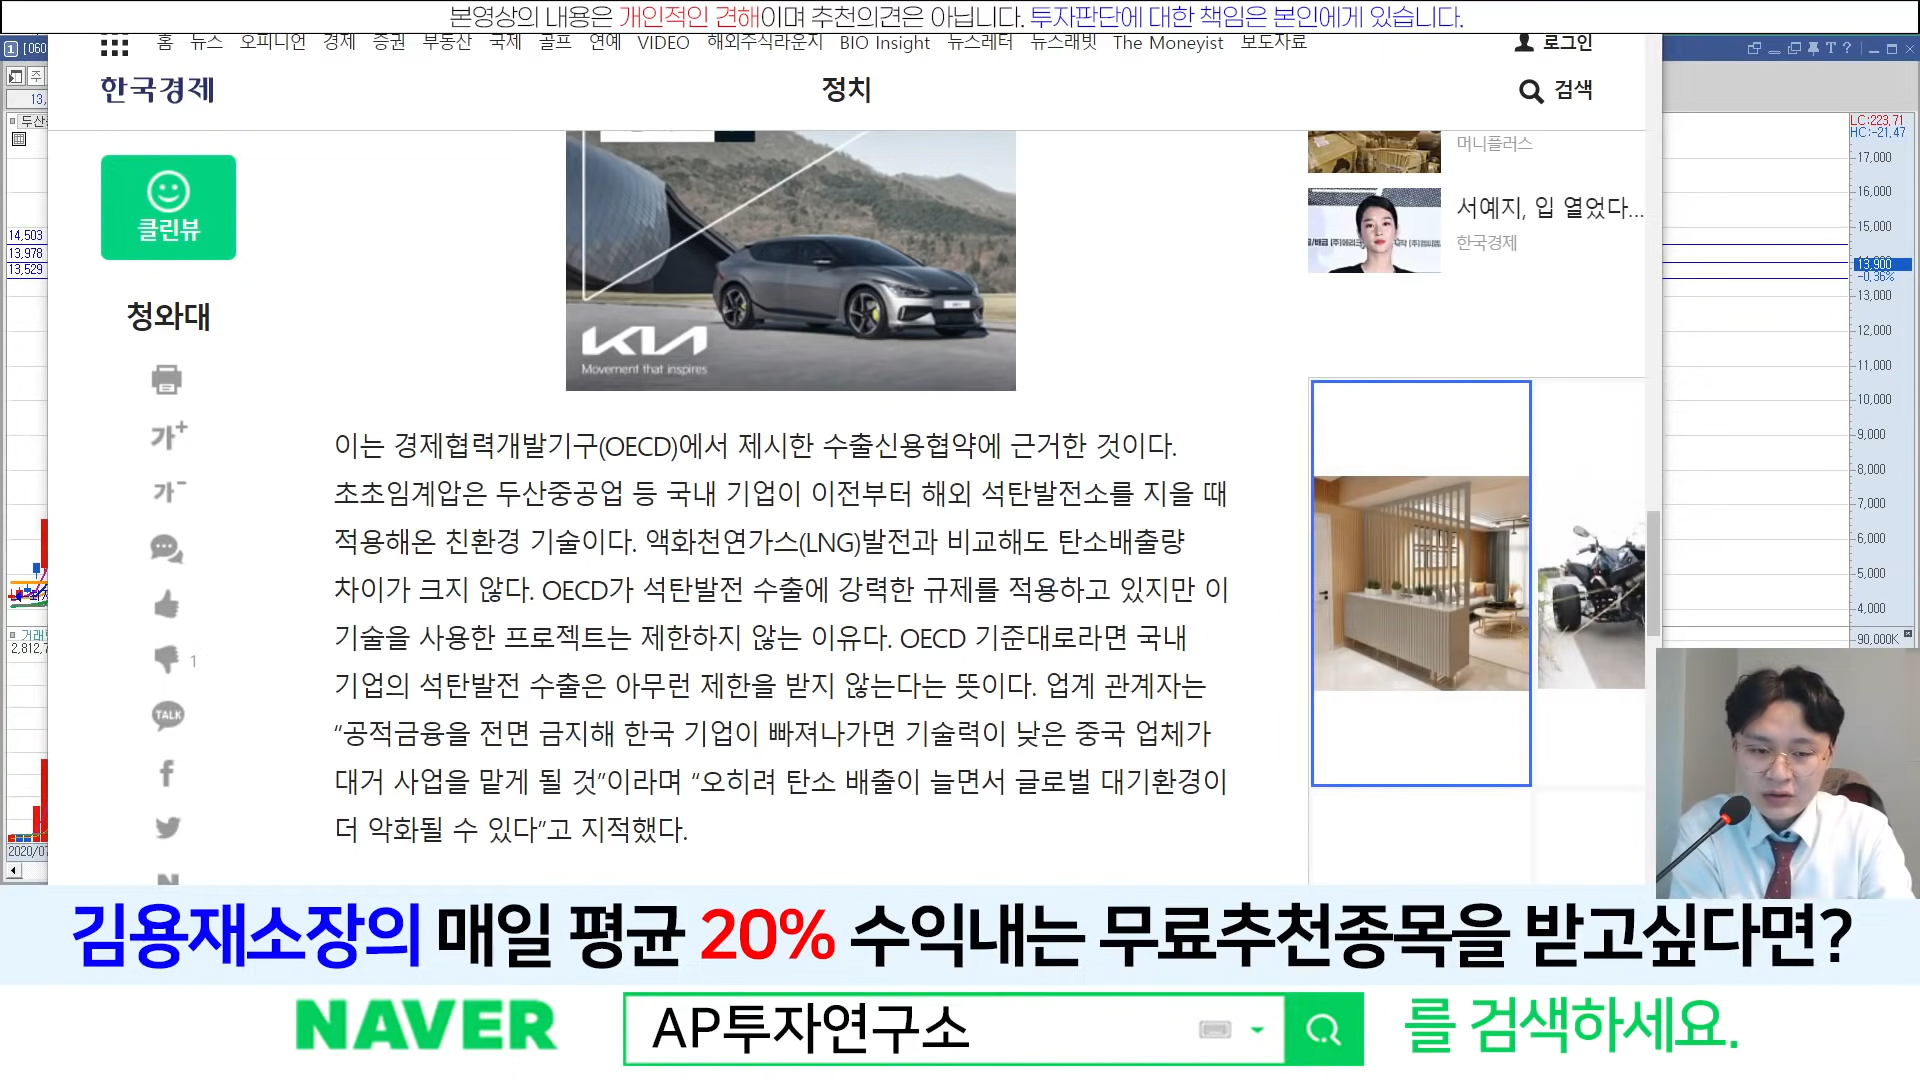 본영상의 내용은 개인적인 견해이며 추천의견은 아닙니다. 투자판단에 대한 책임은 본인에게 있습니다.
홈 뉴스 오피니언 경제 증권 부동산 국제 골프 연예 VIDEO 해외주식라운지 BIO Insight 뉴스레터 뉴스래빗 The Moneyist 보도자료
로그인
한국경제
정치
검색
클린뷰
청와대
가+
가-
1
TALK
KIA
Movement that inspires
머니플러스
서예지, 입 열었다...
한국경제
이는 경제협력개발기구(OECD)에서 제시한 수출신용협약에 근거한 것이다.
초초임계압은 두산중공업 등 국내 기업이 이전부터 해외 석탄발전소를 지을 때
적용해온 친환경 기술이다. 액화천연가스(LNG)발전과 비교해도 탄소배출량
차이가 크지 않다. OECD가 석탄발전 수출에 강력한 규제를 적용하고 있지만 이
기술을 사용한 프로젝트는 제한하지 않는 이유다. OECD 기준대로라면 국내
기업의 석탄발전 수출은 아무런 제한을 받지 않는다는 뜻이다. 업계 관계자는
“공적금융을 전면 금지해 한국 기업이 빠져나가면 기술력이 낮은 중국 업체가
대거 사업을 맡게 될 것”이라며 “오히려 탄소 배출이 늘면서 글로벌 대기환경이
더 악화될 수 있다”고 지적했다.
14,503
13,978
13,529
LC:223.71
HC:-21.47
17,000
16,000
15,000
13,900
-0.36%
13,000
12,000
11,000
10,000
9,000
8,000
7,000
6,000
5,000
4,000
90,000K
김용재소장의 매일 평균 20% 수익내는 무료추천종목을 받고싶다면?
NAVER
AP투자연구소
를 검색하세요.